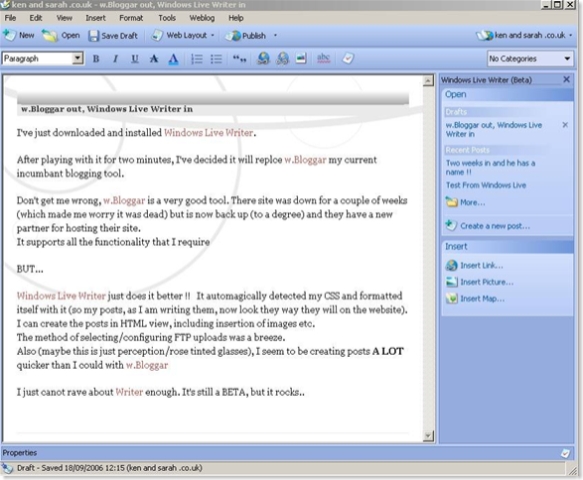 ken and sarah .co.uk - w.Bloggar out, Windows Live Writer in
File Edit View Insert Format Tools Weblog Help
New Open Save Draft Web Layout Publish ken and sarah .co.uk
Paragraph B I U A A abc No Categories
w.Bloggar out, Windows Live Writer in
I've just downloaded and installed Windows Live Writer.
After playing with it for two minutes, I've decided it will replace w.Bloggar my current
incumbant blogging tool.
Don't get me wrong, w.Bloggar is a very good tool. There site was down for a couple of weeks
(which made me worry it was dead) but is now back up (to a degree) and they have a new
partner for hosting their site.
It supports all the functionality that I require
BUT...
Windows Live Writer just does it better !! It automagically detected my CSS and formatted
itself with it (so my posts, as I am writing them, now look they way they will on the website).
I can create the posts in HTML view, including insertion of images etc.
The method of selecting/configuring FTP uploads was a breeze.
Also (maybe this is just perception/rose tinted glasses), I seem to be creating posts A LOT
quicker than I could with w.Bloggar
I just canot rave about Writer enough. It's still a BETA, but it rocks..
Windows Live Writer (Beta)
Open
Drafts
w.Bloggar out, Windows Live
Writer in
Recent Posts
Two weeks in and he has a
name !!
Test From Windows Live
More...
Create a new post...
Insert
Insert Link...
Insert Picture...
Insert Map...
Properties
Draft - Saved 18/09/2006 12:15 (ken and sarah .co.uk)